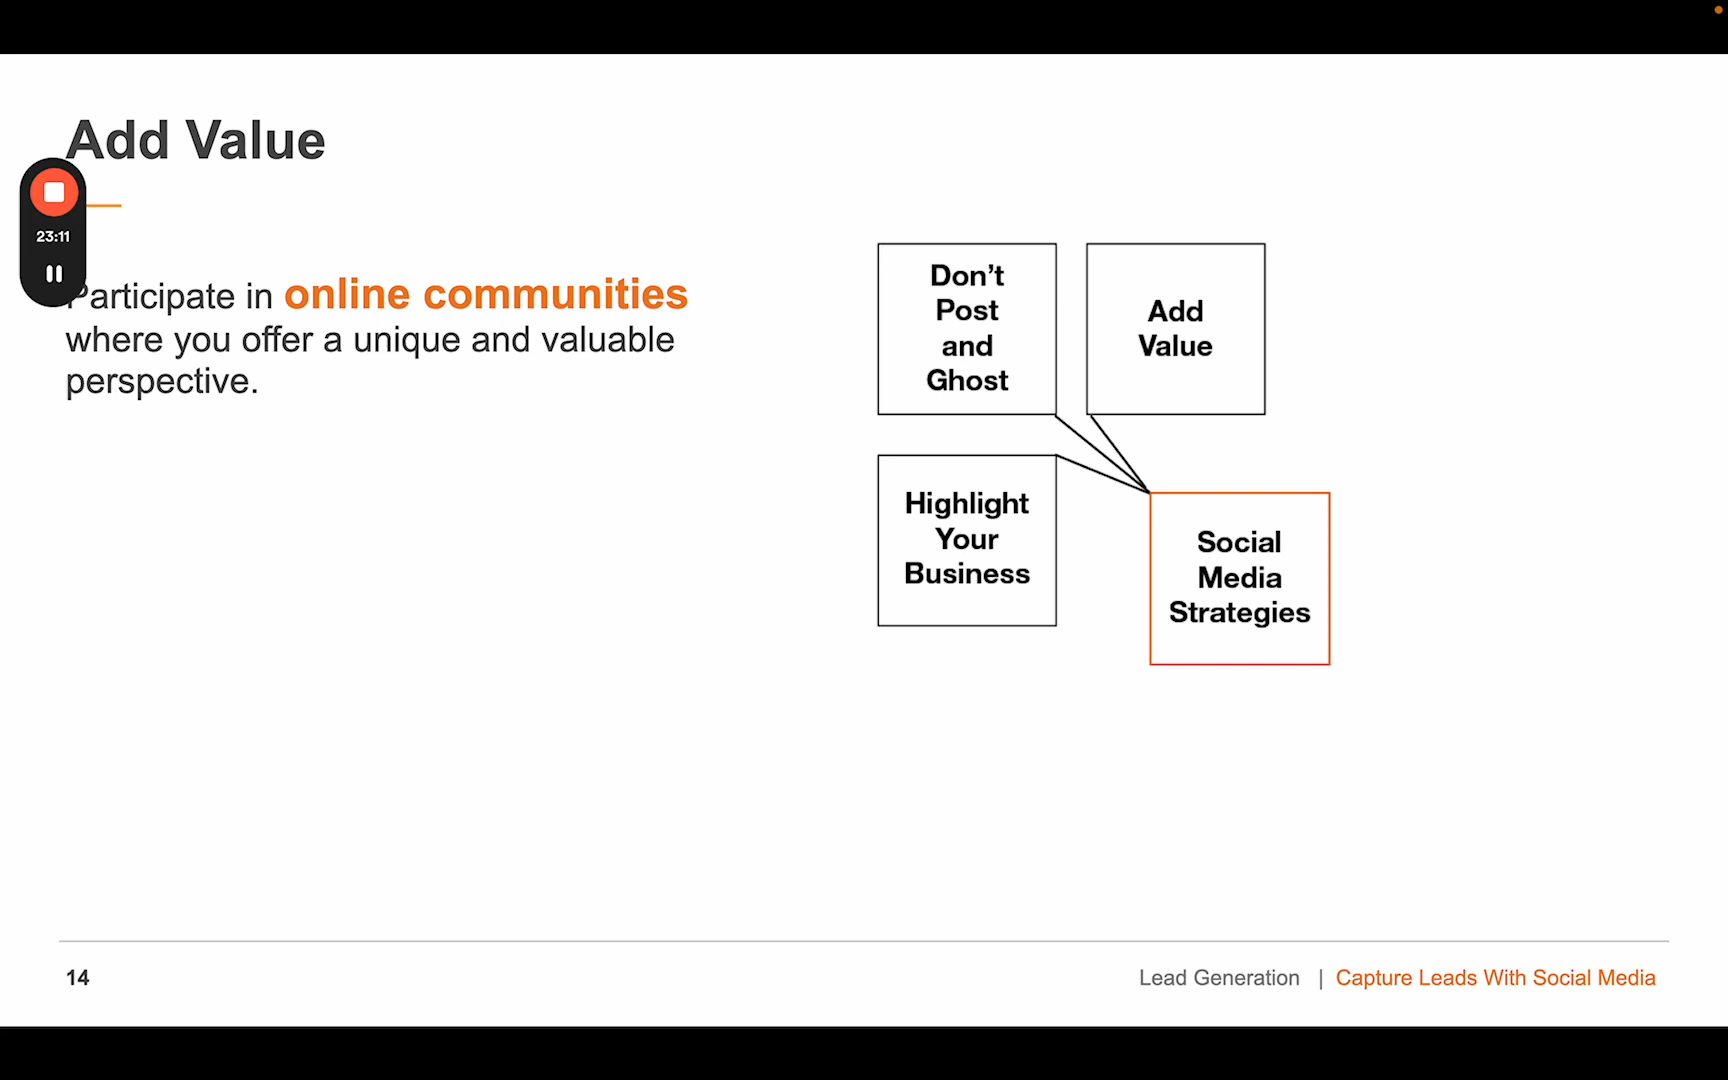 Add Value
23:11
Participate in online communities
where you offer a unique and valuable
perspective.
Don't
Post
and
Ghost
Add
Value
Highlight
Your
Business
Social
Media
Strategies
14
Lead Generation | Capture Leads With Social Media